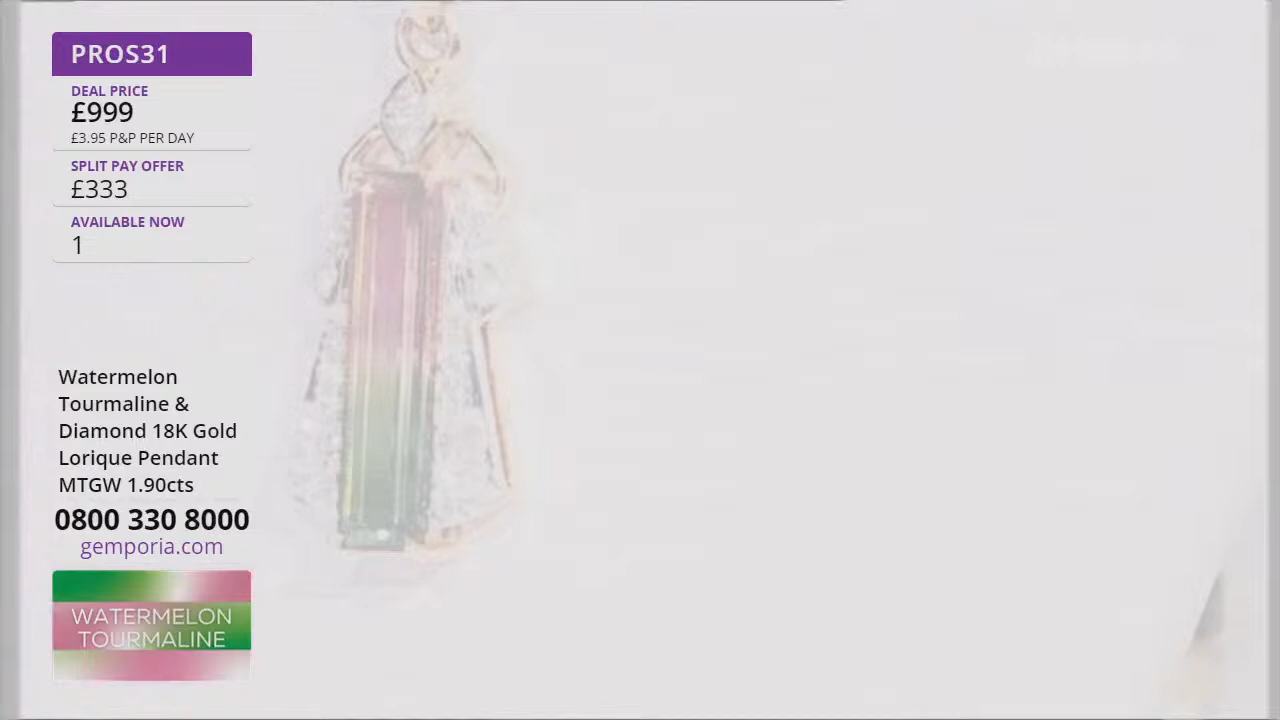 PROS31
DEAL PRICE
£999
£3.95 P&P PER DAY
SPLIT PAY OFFER
£333
AVAILABLE NOW
1
Watermelon
Tourmaline &
Diamond 18K Gold
Lorique Pendant
MTGW 1.90cts
0800 330 8000
gemporia.com
WATERMELON
TOURMALINE